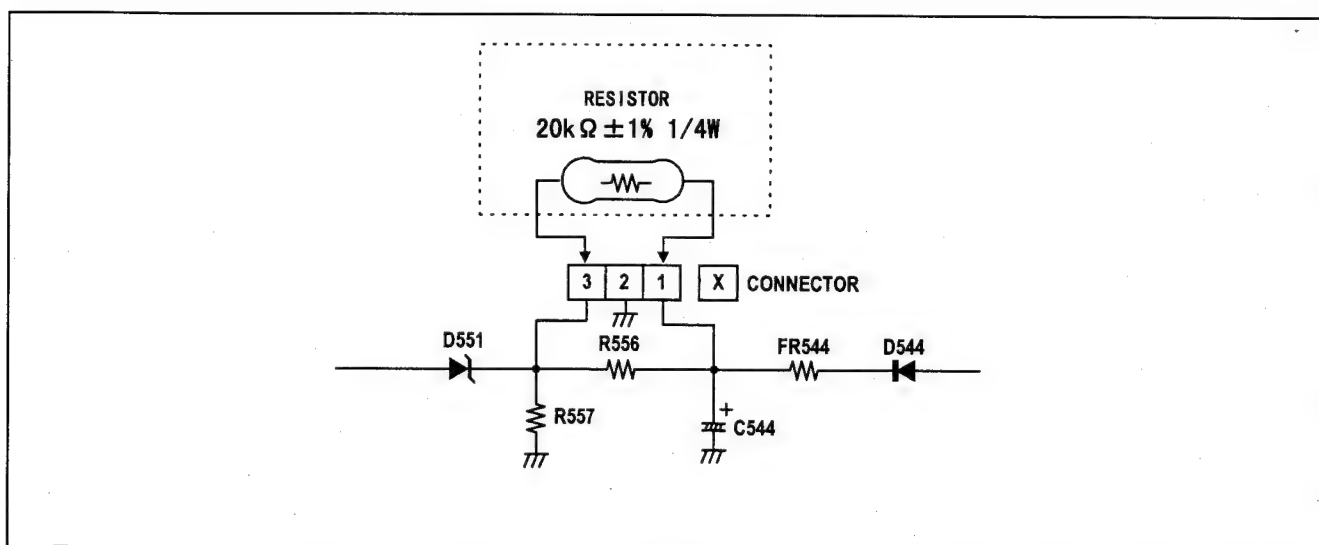 RESISTOR
20kΩ ±1% 1/4W
3 2 1 X CONNECTOR
D551 R556 FR544 D544
R557 + C544